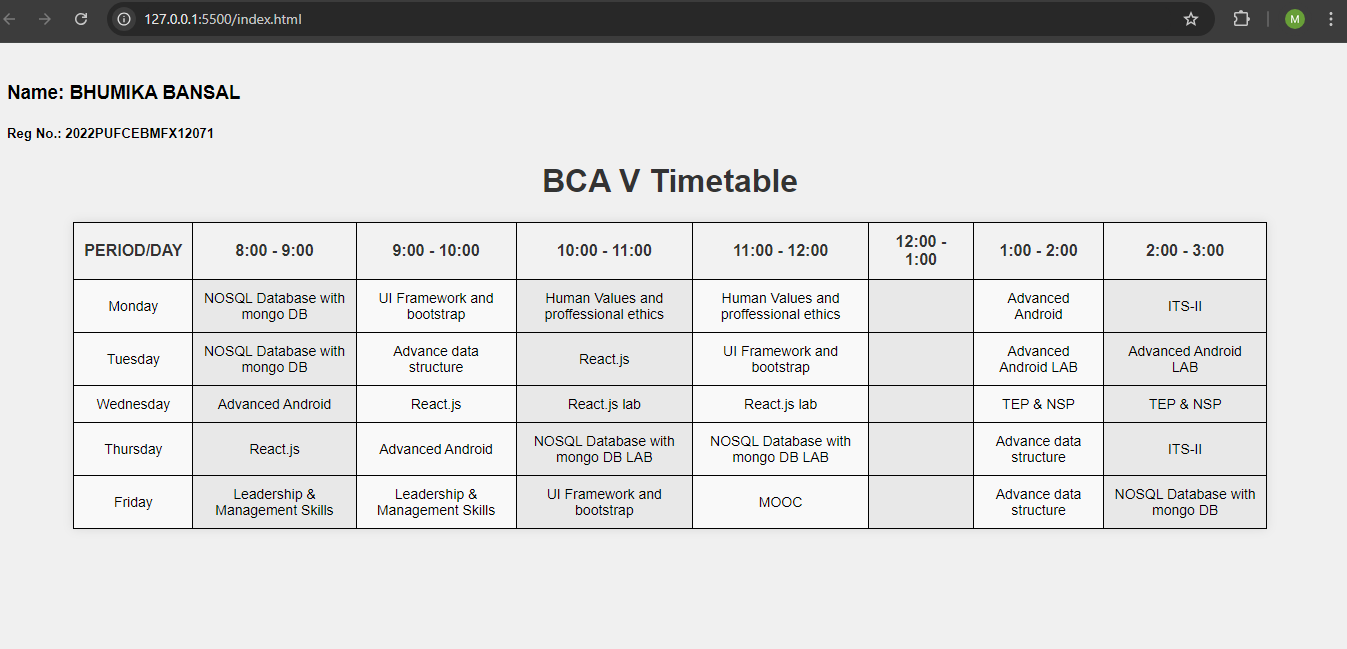 127.0.0.1:5500/index.html
M
Name: BHUMIKA BANSAL
Reg No.: 2022PUFCEBMFX12071
BCA V Timetable
PERIOD/DAY 8:00 - 9:00 9:00 - 10:00 10:00 - 11:00 11:00 - 12:00 12:00 - 1:00 1:00 - 2:00 2:00 - 3:00
Monday NOSQL Database with mongo DB UI Framework and bootstrap Human Values and proffessional ethics Human Values and proffessional ethics Advanced Android ITS-II
Tuesday NOSQL Database with mongo DB Advance data structure React.js UI Framework and bootstrap Advanced Android LAB Advanced Android LAB
Wednesday Advanced Android React.js React.js lab React.js lab TEP & NSP TEP & NSP
Thursday React.js Advanced Android NOSQL Database with mongo DB LAB NOSQL Database with mongo DB LAB Advance data structure ITS-II
Friday Leadership & Management Skills Leadership & Management Skills UI Framework and bootstrap MOOC Advance data structure NOSQL Database with mongo DB